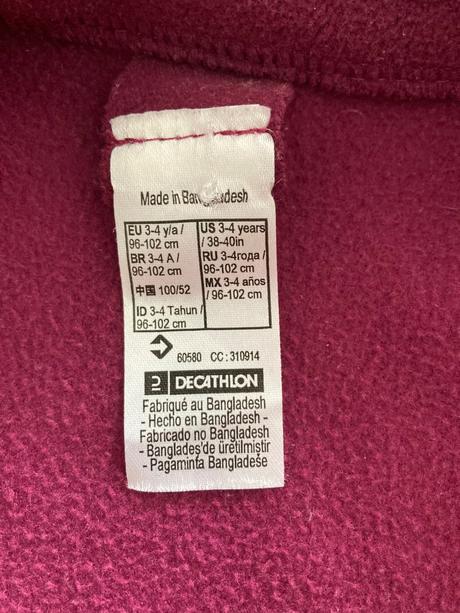 Made in Bangladesh
EU 3-4 y/a /
96-102 cm
BR 3-4 A /
96-102 cm
中国 100/52
ID 3-4 Tahun /
96-102 cm
US 3-4 years
/ 38-40in
RU 3-4года /
96-102 cm
MX 3-4 años
/ 96-102 cm
60580 CC : 310914
DECATHLON
Fabriqué au Bangladesh
- Hecho en Bangladesh -
Fabricado no Bangladesh
- Bangladeş'de üretilmiştir
- Pagaminta Bangladeše